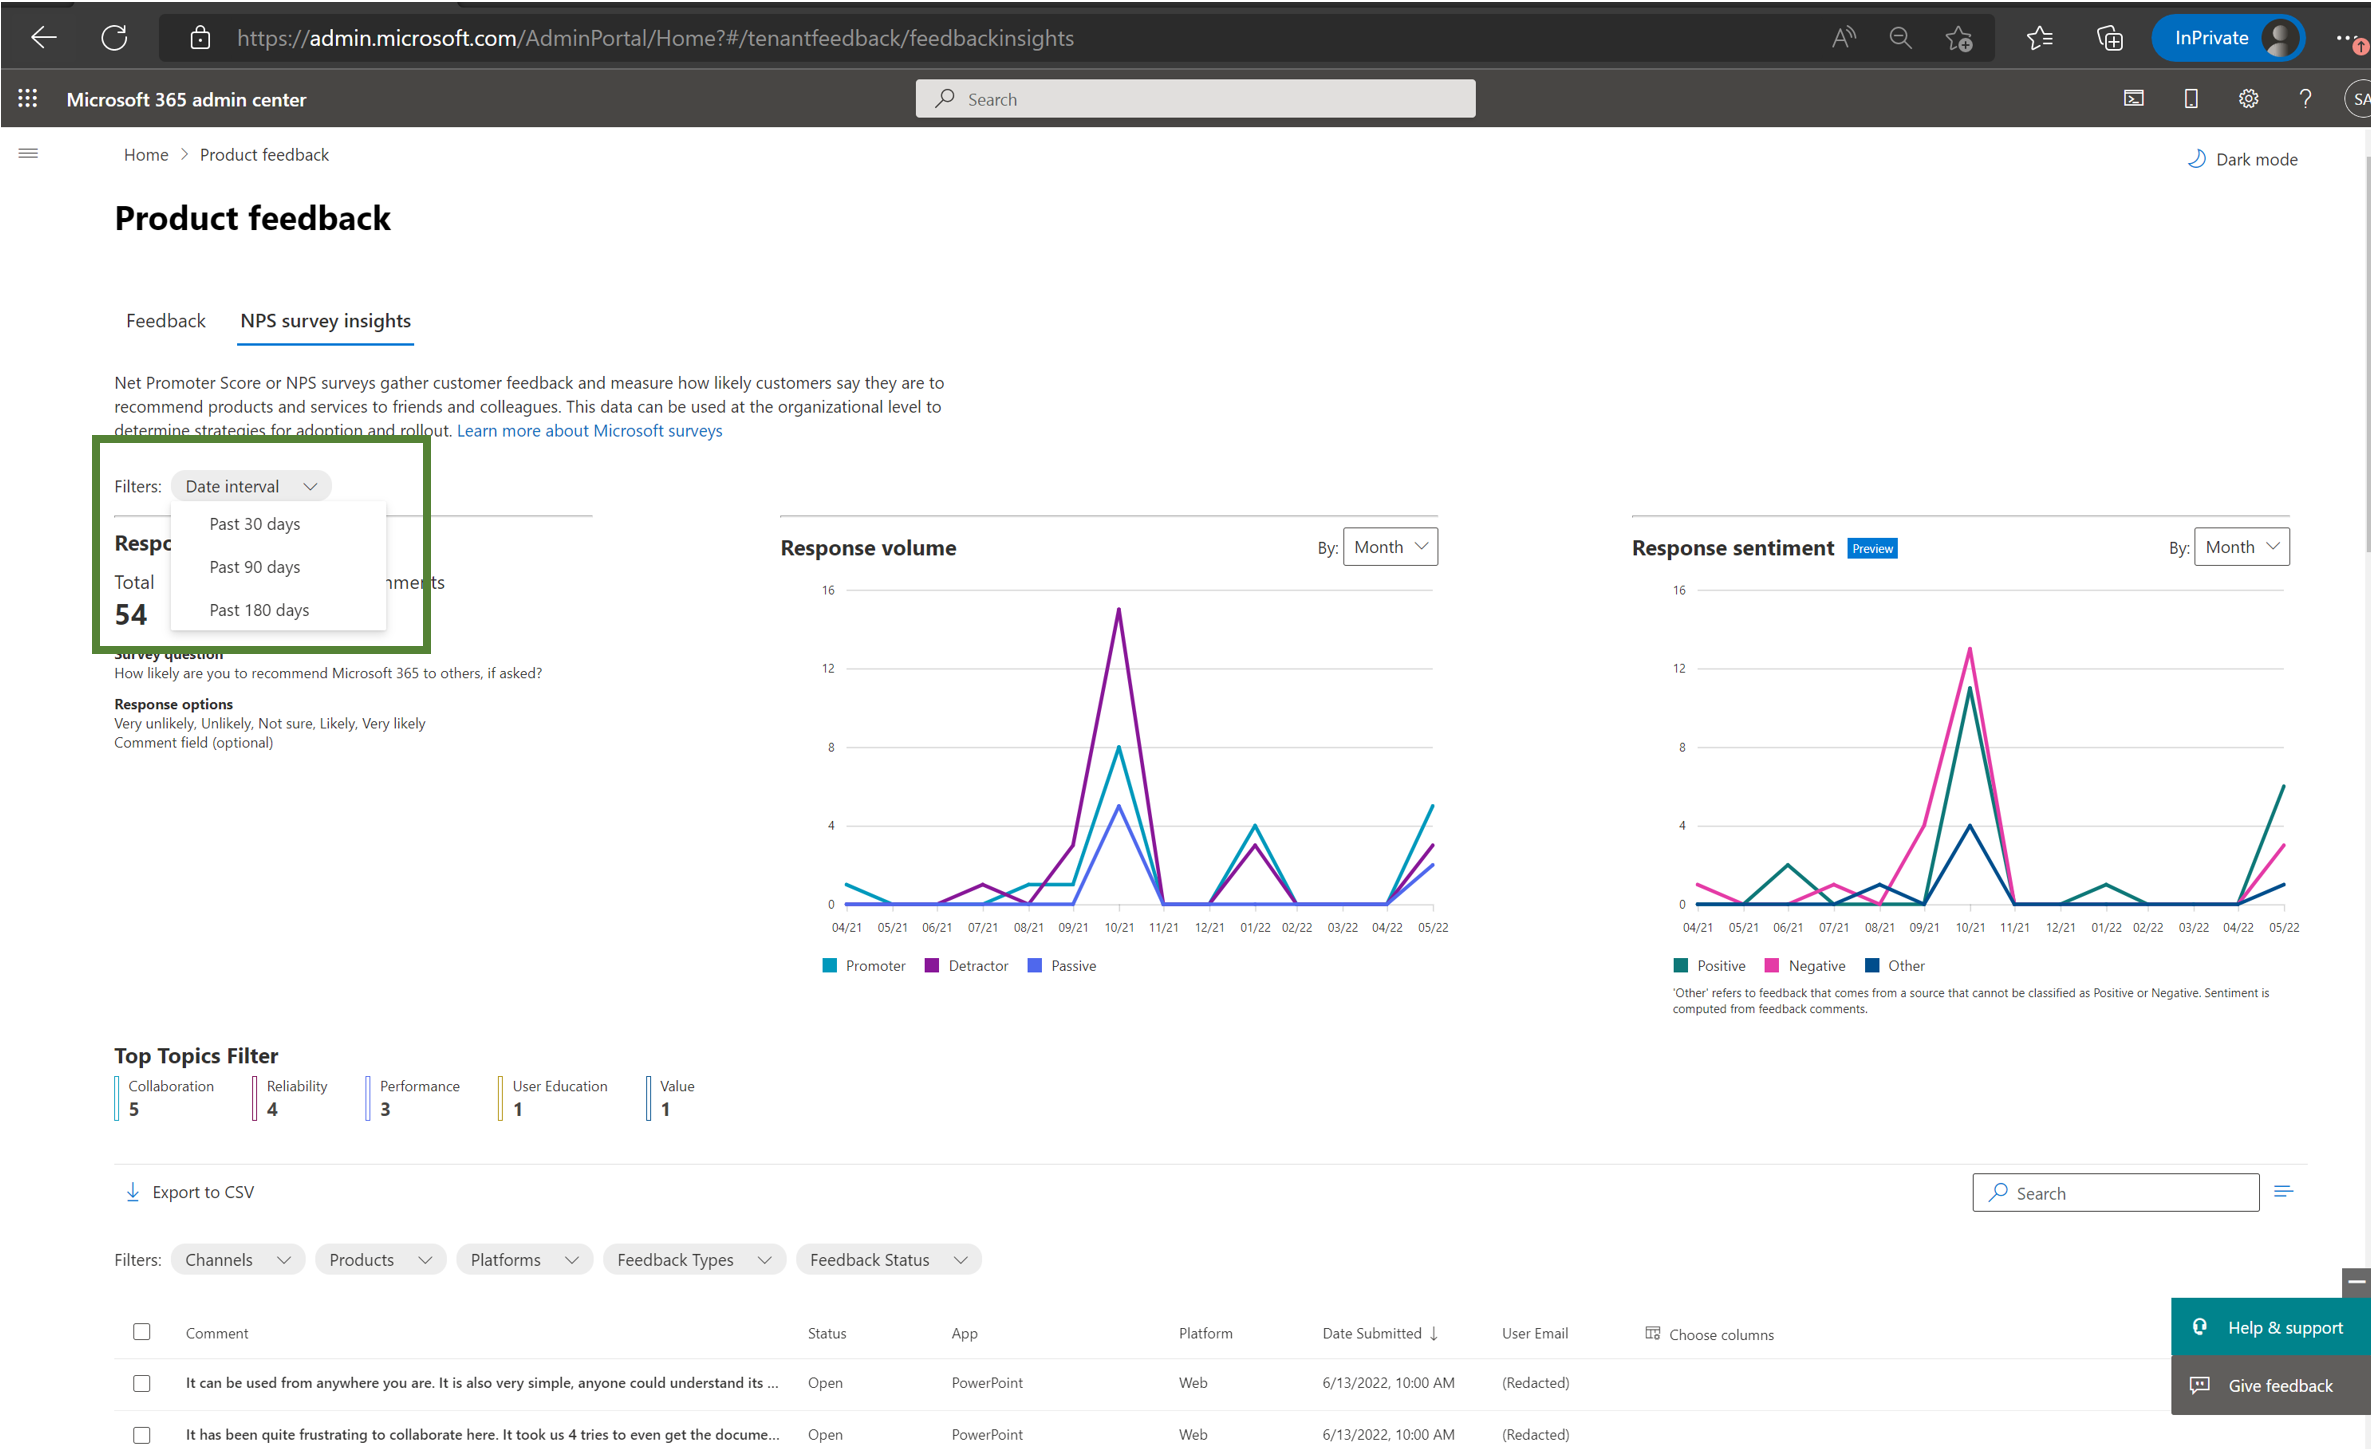 https://admin.microsoft.com/AdminPortal/Home?#/tenantfeedback/feedbackinsights
InPrivate
Microsoft 365 admin center
Search
SA
Home > Product feedback
Dark mode
Product feedback
Feedback
NPS survey insights
Net Promoter Score or NPS surveys gather customer feedback and measure how likely customers say they are to
recommend products and services to friends and colleagues. This data can be used at the organizational level to
determine strategies for adoption and rollout. Learn more about Microsoft surveys
Filters: Date interval
Past 30 days
Past 90 days
Past 180 days
Total
54
Survey question
How likely are you to recommend Microsoft 365 to others, if asked?
Response options
Very unlikely, Unlikely, Not sure, Likely, Very likely
Comment field (optional)
Response volume
By: Month
16
12
8
4
0
04/21 05/21 06/21 07/21 08/21 09/21 10/21 11/21 12/21 01/22 02/22 03/22 04/22 05/22
Promoter Detractor Passive
Response sentiment Preview
By: Month
16
12
8
4
0
04/21 05/21 06/21 07/21 08/21 09/21 10/21 11/21 12/21 01/22 02/22 03/22 04/22 05/22
Positive Negative Other
'Other' refers to feedback that comes from a source that cannot be classified as Positive or Negative. Sentiment is
computed from feedback comments.
Top Topics Filter
Collaboration Reliability Performance User Education Value
5 4 3 1 1
Export to CSV
Search
Filters: Channels Products Platforms Feedback Types Feedback Status
Comment Status App Platform Date Submitted ↓ User Email Choose columns
It can be used from anywhere you are. It is also very simple, anyone could understand its ... Open PowerPoint Web 6/13/2022, 10:00 AM (Redacted)
It has been quite frustrating to collaborate here. It took us 4 tries to even get the docume... Open PowerPoint Web 6/13/2022, 10:00 AM (Redacted)
Help & support
Give feedback